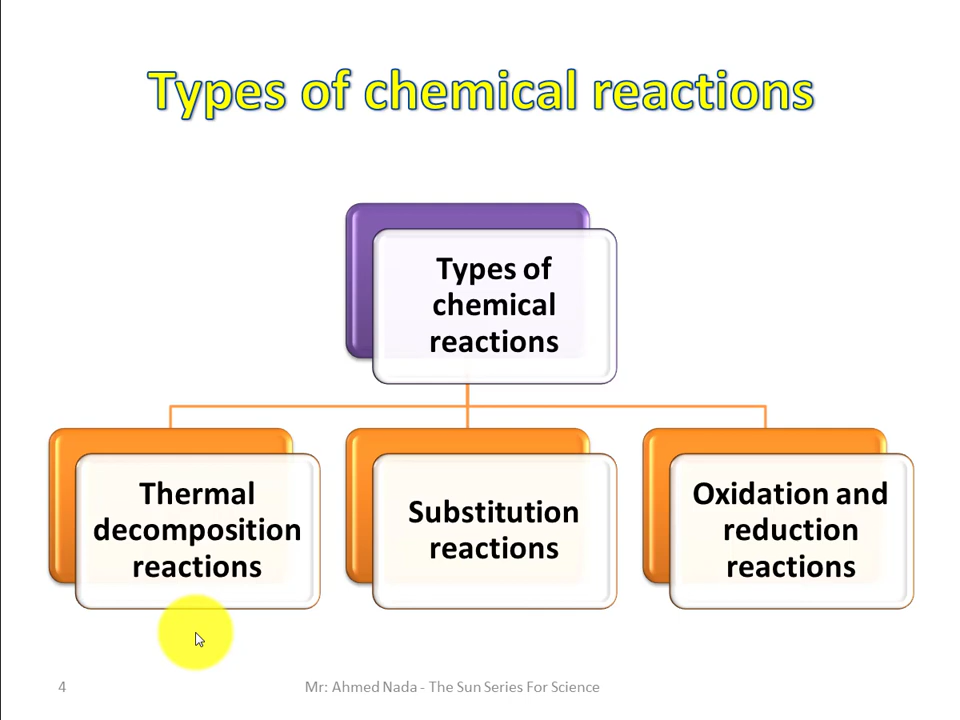 Types of chemical reactions
Types of
chemical
reactions
Thermal
decomposition
reactions
Substitution
reactions
Oxidation and
reduction
reactions
4
Mr: Ahmed Nada - The Sun Series For Science